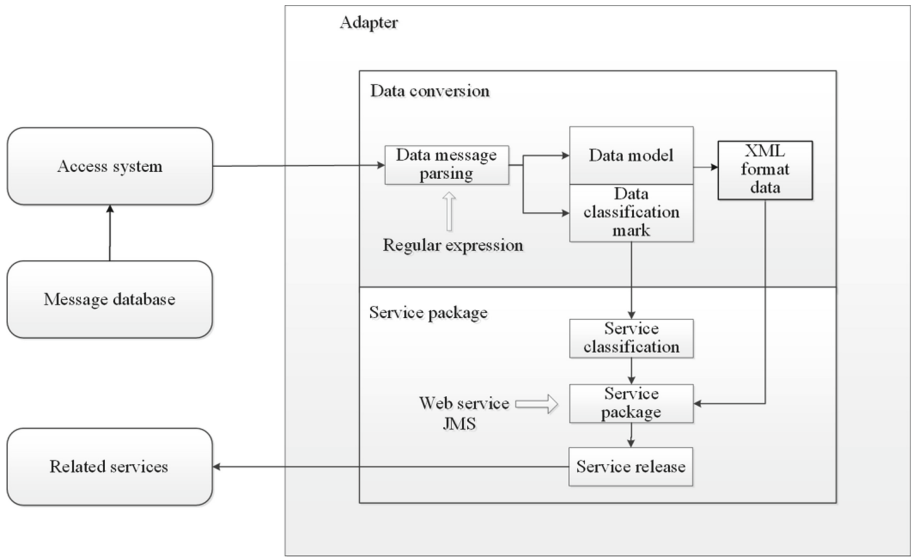 Adapter
Data conversion
Access system
Data message
parsing
Data model
XML
format
data
Data
classification
mark
Regular expression
Message database
Service package
Service
classification
Web service
JMS
Service
package
Related services
Service release